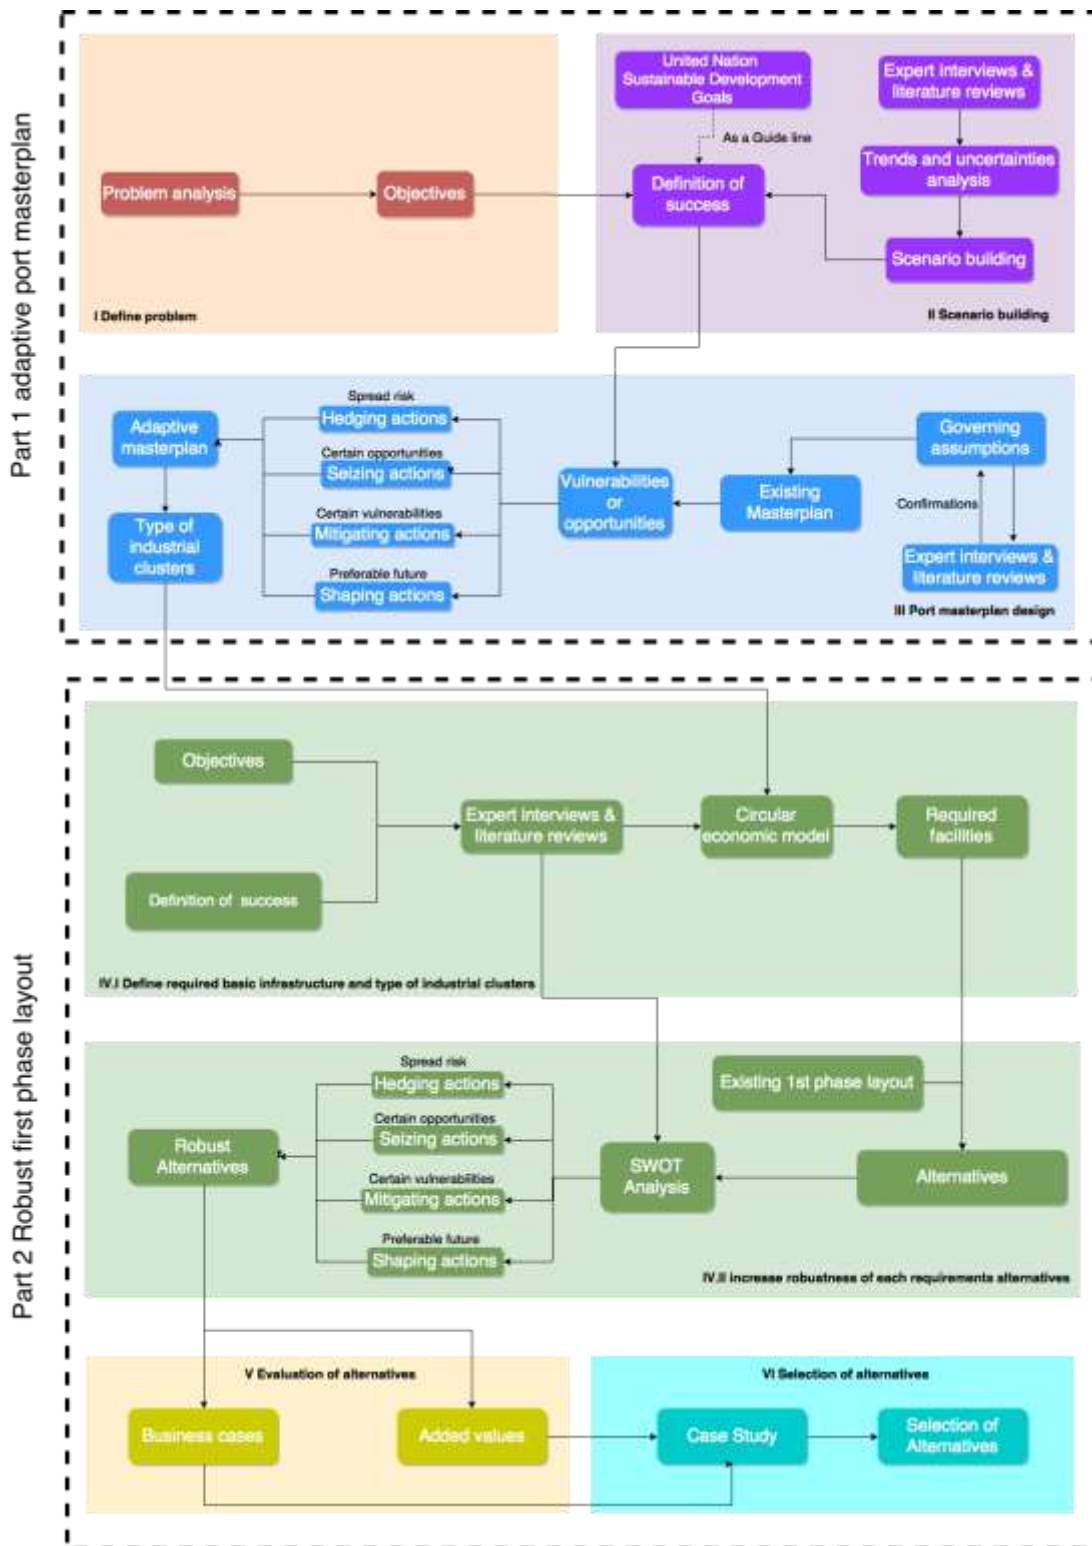 Part 1 adaptive port masterplan
United Nation
Sustainable Development
Goals
Expert interviews &
literature reviews
As a Guide line
Trends and uncertainties
analysis
Problem analysis
Objectives
Definition of
success
Scenario building
I Define problem
II Scenario building
Spread risk
Hedging actions
Adaptive
masterplan
Governing
assumptions
Certain opportunities
Seizing actions
Vulnerabilities
or
opportunities
Existing
Masterplan
Confirmations
Type of
industrial
clusters
Certain vulnerabilities
Mitigating actions
Expert interviews &
literature reviews
Preferable future
Shaping actions
III Port masterplan design
Part 2 Robust first phase layout
Objectives
Expert interviews &
literature reviews
Circular
economic model
Required
facilities
Definition of success
IV.I Define required basic infrastructure and type of industrial clusters
Spread risk
Hedging actions
Existing 1st phase layout
Certain opportunities
Seizing actions
Robust
Alternatives
SWOT
Analysis
Alternatives
Certain vulnerabilities
Mitigating actions
Preferable future
Shaping actions
IV.II increase robustness of each requirements alternatives
V Evaluation of alternatives
VI Selection of alternatives
Business cases
Added values
Case Study
Selection of
Alternatives